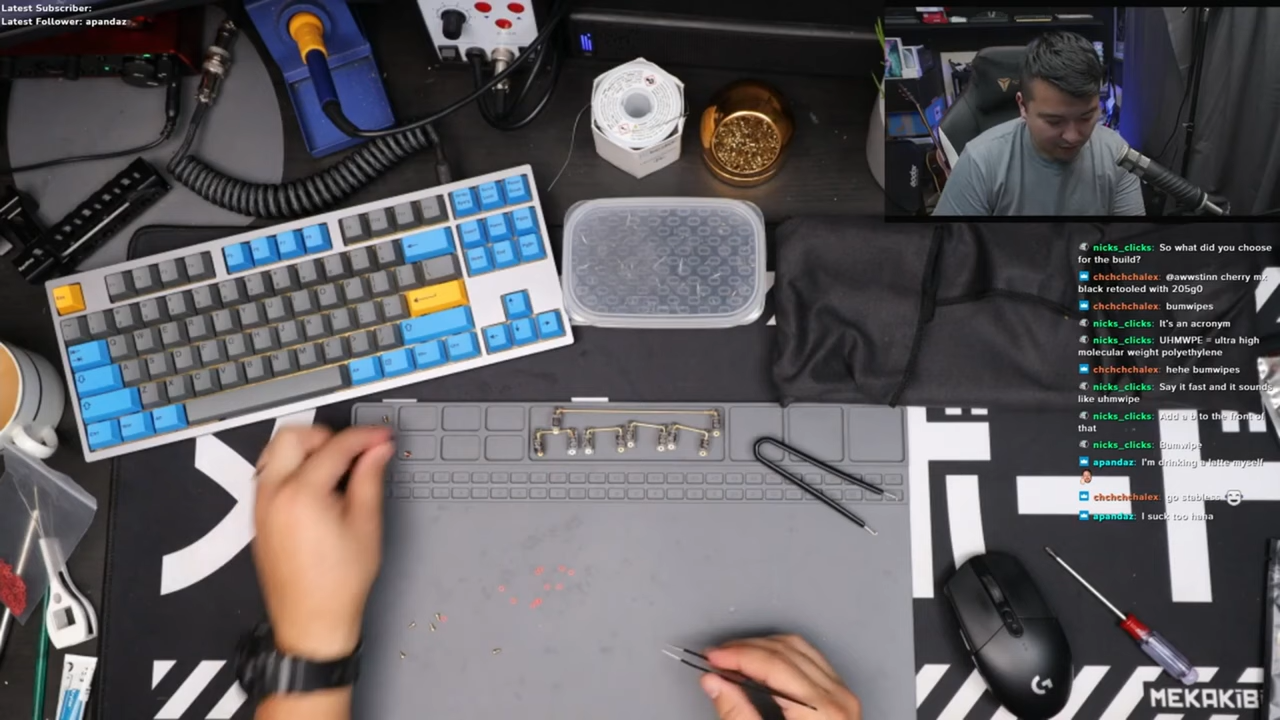 Latest Subscriber:
Latest Follower: apandaz
nicks_clicks: So what did you choose
for the build?
chchchchalex: @awwstinn cherry mx
black retooled with 205g0
chchchchalex: bumwipes
nicks_clicks: It's an acronym
nicks_clicks: UHMWPE = ultra high
molecular weight polyethylene
chchchchalex: hehe bumwipes
nicks_clicks: Say it fast and it sounds
like uhmwipe
nicks_clicks: Add a b to the front of
that
nicks_clicks: Bumwipe
apandaz: I'm drinking a latte myself
chchchchalex: go stabless
apandaz: I suck too haha
MEKAKIBI